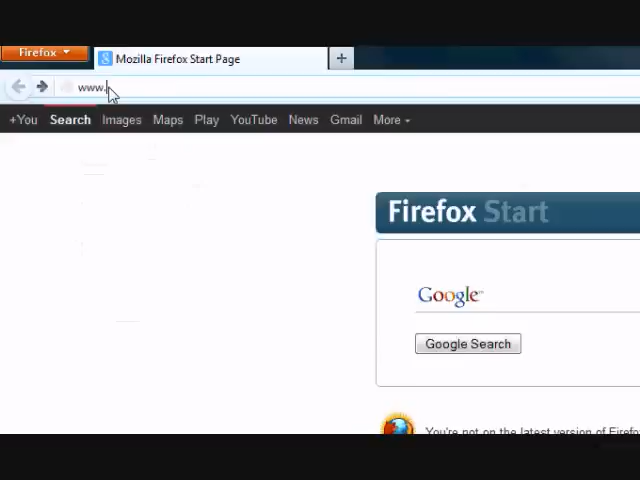 Firefox
Mozilla Firefox Start Page
www.
+You Search Images Maps Play YouTube News Gmail More
Firefox Start
Google™
Google Search
You're not on the latest version of Firefo